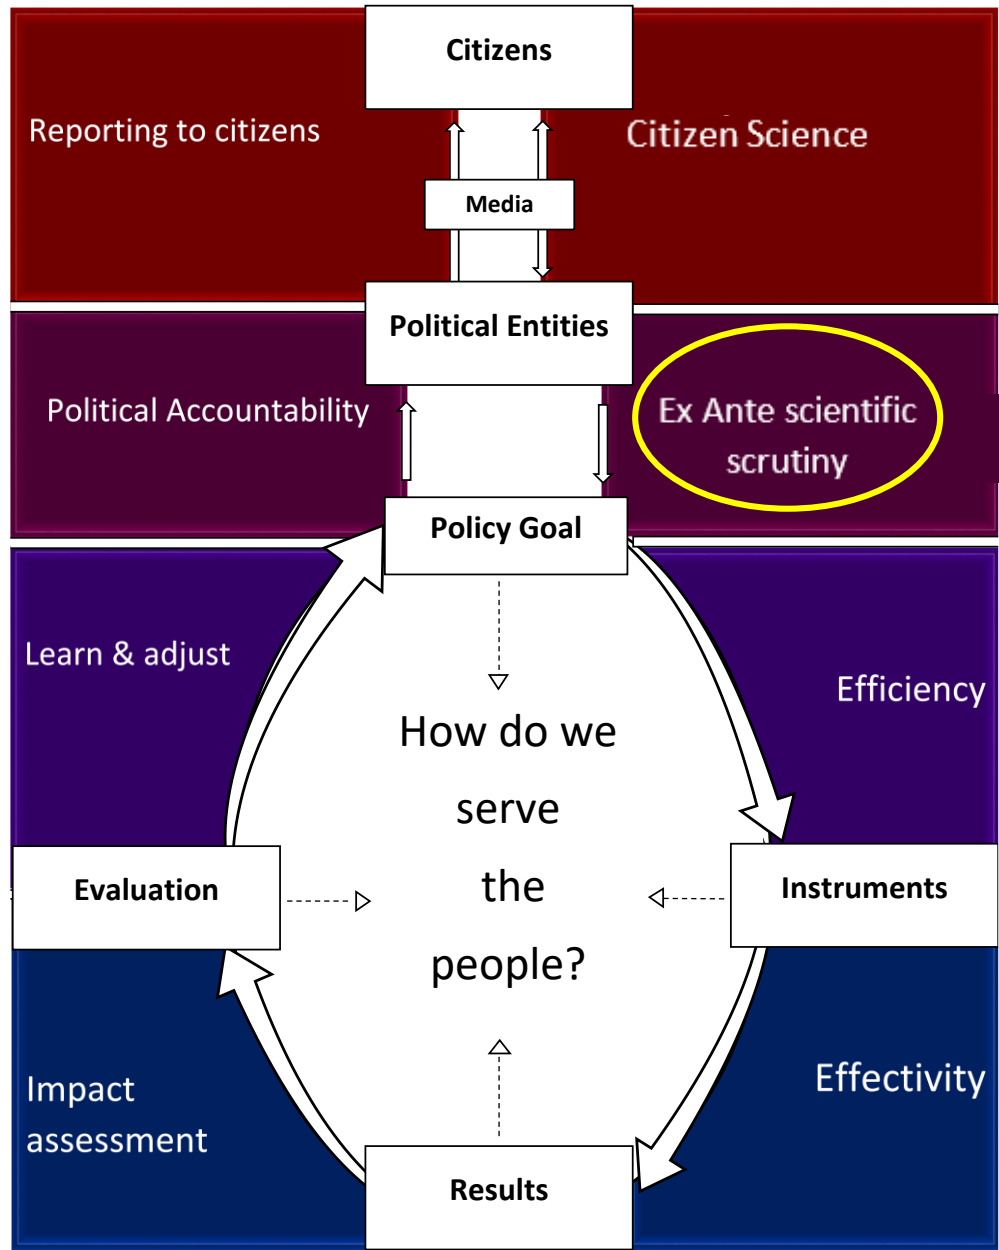 Citizens
Reporting to citizens
Citizen Science
Media
Political Entities
Political Accountability
Ex Ante scientific
scrutiny
Policy Goal
Learn & adjust
Efficiency
How do we
serve
the
people?
Evaluation
Instruments
Impact
assessment
Effectivity
Results